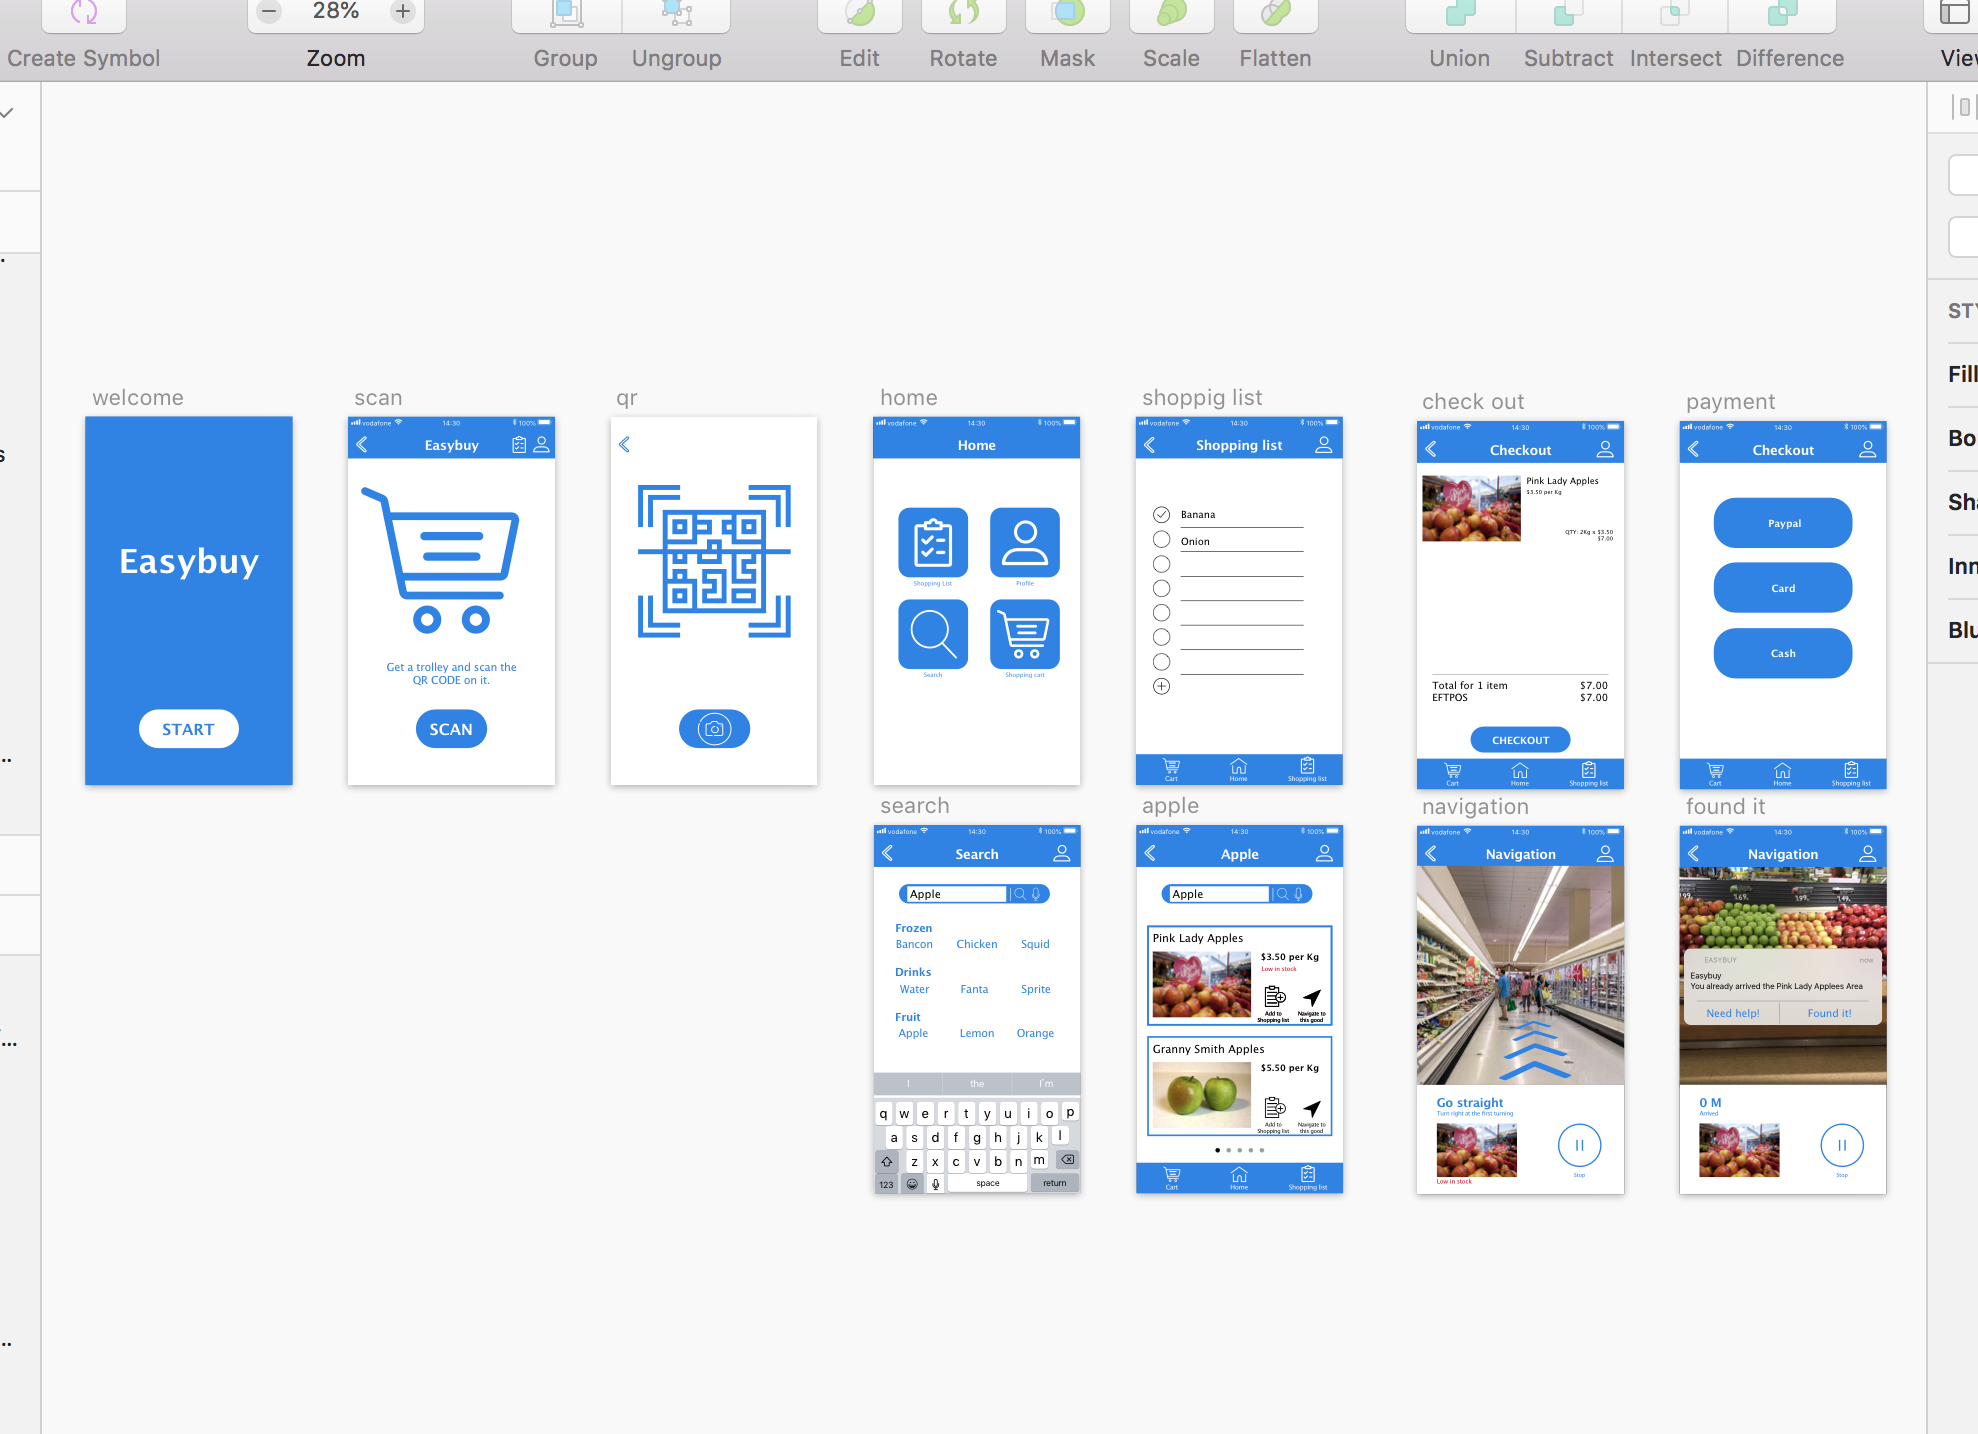 28%
Create Symbol
Zoom
Group
Ungroup
Edit
Rotate
Mask
Scale
Flatten
Union
Subtract
Intersect
Difference
welcome
Easybuy
START
scan
vodafone 14:30 100%
Easybuy
Get a trolley and scan the
QR CODE on it.
SCAN
qr
home
vodafone 14:30 100%
Home
Shopping List
Profile
Search
Shopping cart
shoppig list
vodafone 14:30 100%
Shopping list
Banana
Onion
Cart Home Shopping list
check out
vodafone 14:30 100%
Checkout
Pink Lady Apples
$3.50 per Kg
QTY: 2Kg x $3.50
$7.00
Total for 1 item $7.00
EFTPOS $7.00
CHECKOUT
Cart Home Shopping list
payment
vodafone 14:30 100%
Checkout
Paypal
Card
Cash
Cart Home Shopping list
search
vodafone 14:30 100%
Search
Apple
Frozen
Bancon Chicken Squid
Drinks
Water Fanta Sprite
Fruit
Apple Lemon Orange
I the I'm
q w e r t y u i o p
a s d f g h j k l
z x c v b n m
123 space return
apple
vodafone 14:30 100%
Apple
Apple
Pink Lady Apples
$3.50 per Kg
Low in stock
Add to
Shopping list
Navigate to
this good
Granny Smith Apples
$5.50 per Kg
Add to
Shopping list
Navigate to
this good
Cart Home Shopping list
navigation
vodafone 14:30 100%
Navigation
Go straight
Turn right at the first turning
Low in stock
Stop
found it
vodafone 14:30 100%
Navigation
EASYBUY now
Easybuy
You already arrived the Pink Lady Applees Area
Need help! Found it!
0 M
Arrived
Stop